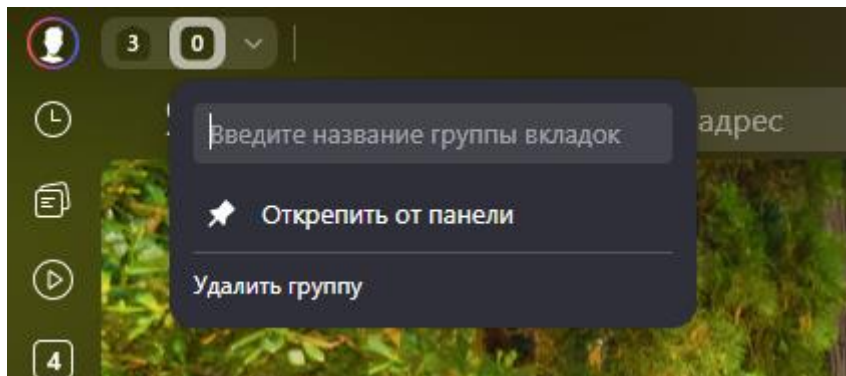 3 0
Введите название группы вкладок
адрес
Открепить от панели
Удалить группу
4